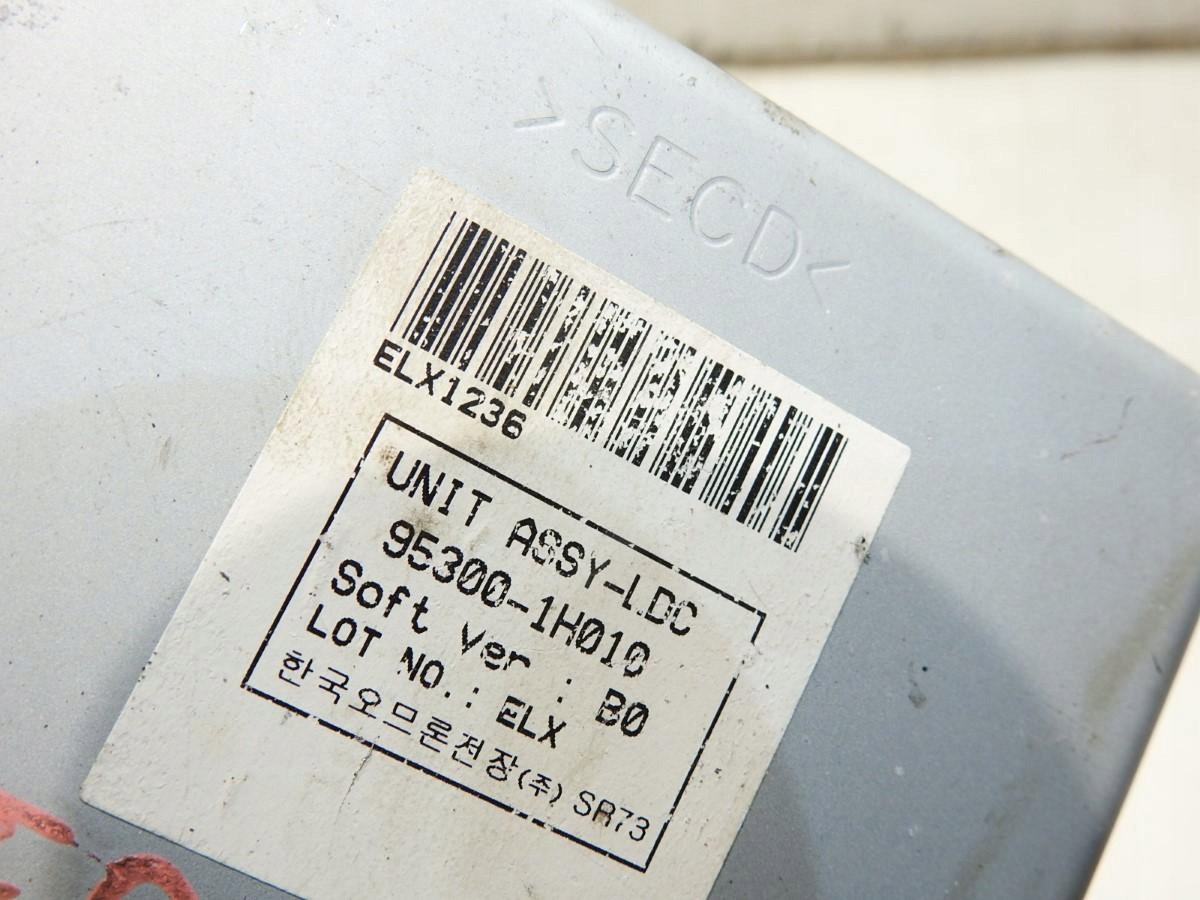 >SECD<
ELX1236
UNIT ASSY-LDC
95300-1H010
Soft ver : B0
LOT NO.: ELX
한국오므론전장(주) SR73